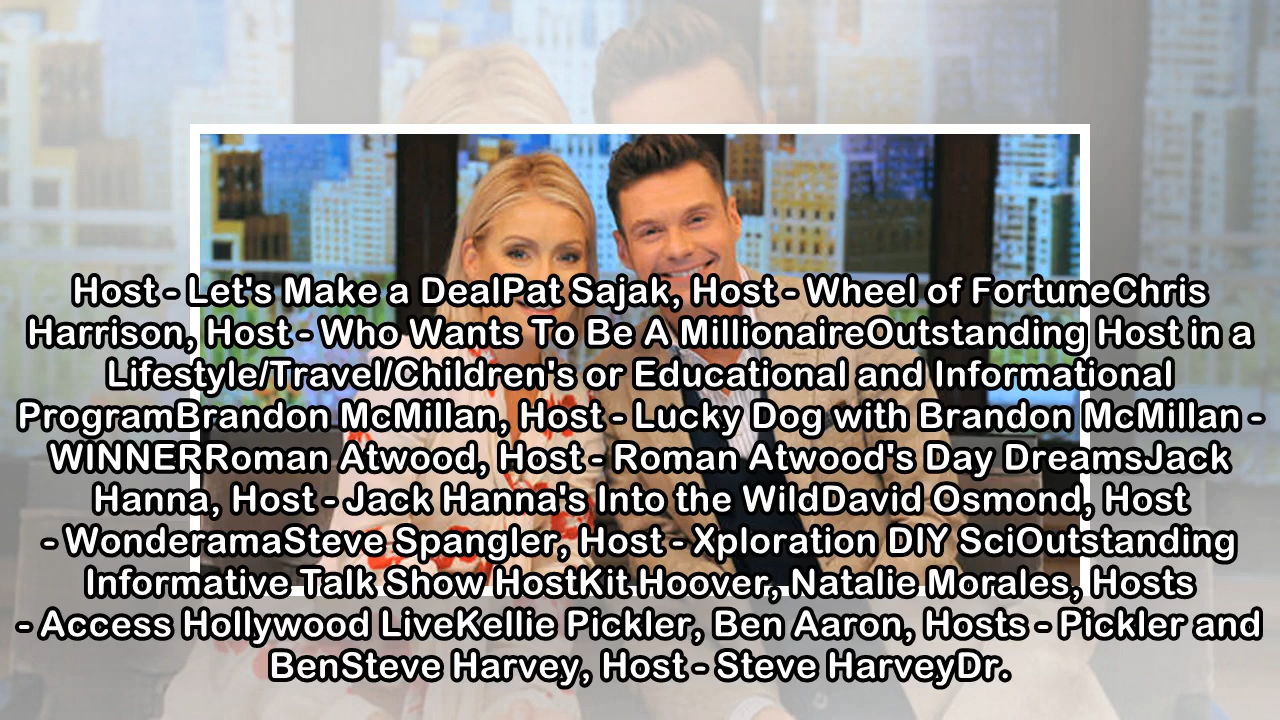 Host - Let's Make a DealPat Sajak, Host - Wheel of FortuneChris
Harrison, Host - Who Wants To Be A MillionaireOutstanding Host in a
Lifestyle/Travel/Children's or Educational and Informational
ProgramBrandon McMillan, Host - Lucky Dog with Brandon McMillan -
WINNERRoman Atwood, Host - Roman Atwood's Day DreamsJack
Hanna, Host - Jack Hanna's Into the WildDavid Osmond, Host
- WonderamaSteve Spangler, Host - Xploration DIY SciOutstanding
Informative Talk Show HostKit Hoover, Natalie Morales, Hosts
- Access Hollywood LiveKellie Pickler, Ben Aaron, Hosts - Pickler and
BenSteve Harvey, Host - Steve HarveyDr.